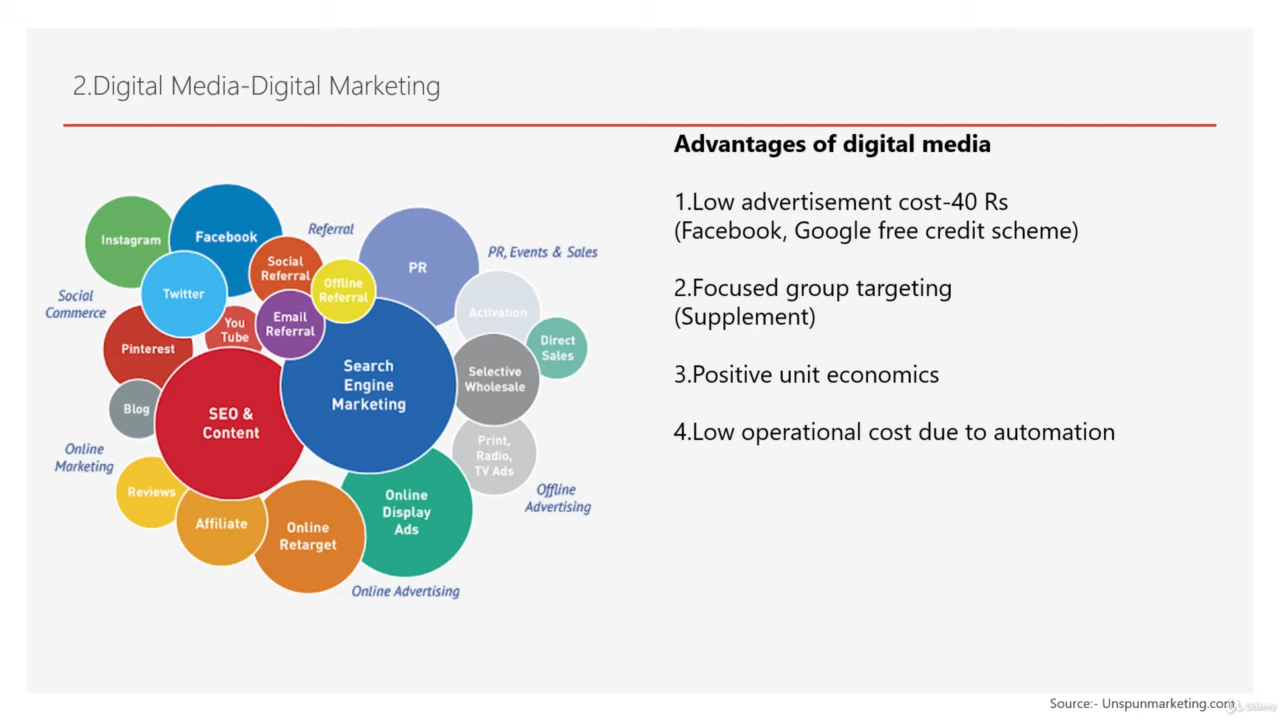 2.Digital Media-Digital Marketing
Advantages of digital media
1.Low advertisement cost-40 Rs
(Facebook, Google free credit scheme)
2.Focused group targeting
(Supplement)
3.Positive unit economics
4.Low operational cost due to automation
Instagram
Facebook
Referral
Social
Referral
Offline
Referral
PR
PR, Events & Sales
Social
Commerce
Twitter
You
Tube
Email
Referral
Activation
Direct
Sales
Pinterest
Search
Engine
Marketing
Selective
Wholesale
Blog
SEO &
Content
Print,
Radio,
TV Ads
Online
Marketing
Reviews
Affiliate
Online
Retarget
Online
Display
Ads
Offline
Advertising
Online Advertising
Source:- Unspunmarketing.com
Udemy